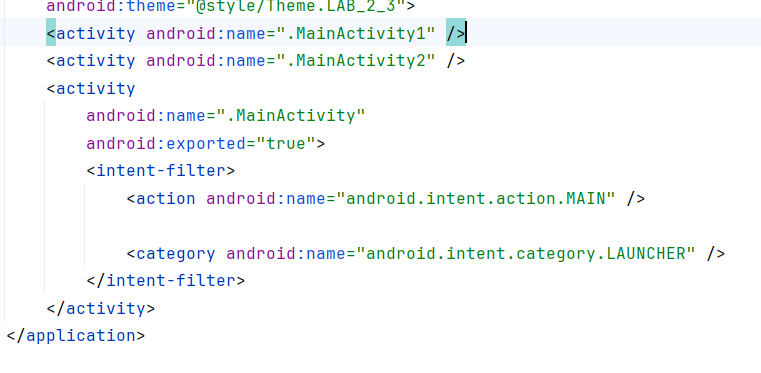 android:theme="@style/Theme.LAB_2_3">
<activity android:name=".MainActivity1" />
<activity android:name=".MainActivity2" />
<activity
android:name=".MainActivity"
android:exported="true">
<intent-filter>
<action android:name="android.intent.action.MAIN" />
<category android:name="android.intent.category.LAUNCHER" />
</intent-filter>
</activity>
</application>